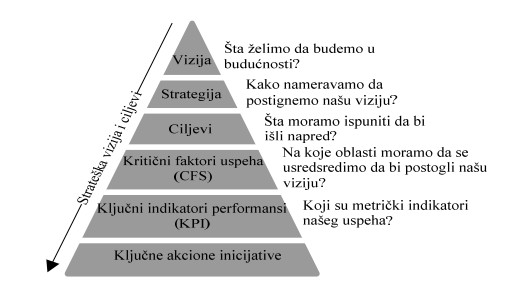 Vizija
Šta želimo da budemo u
budućnosti?
Strategija
Kako nameravamo da
postignemo našu viziju?
Ciljevi
Šta moramo ispuniti da bi
išli napred?
Kritični faktori uspeha
(CFS)
Na koje oblasti moramo da se
usredsredimo da bi postogli našu
viziju?
Ključni indikatori performansi
(KPI)
Koji su metrički indikatori
našeg uspeha?
Ključne akcione inicijative
Strateška vizija i ciljevi